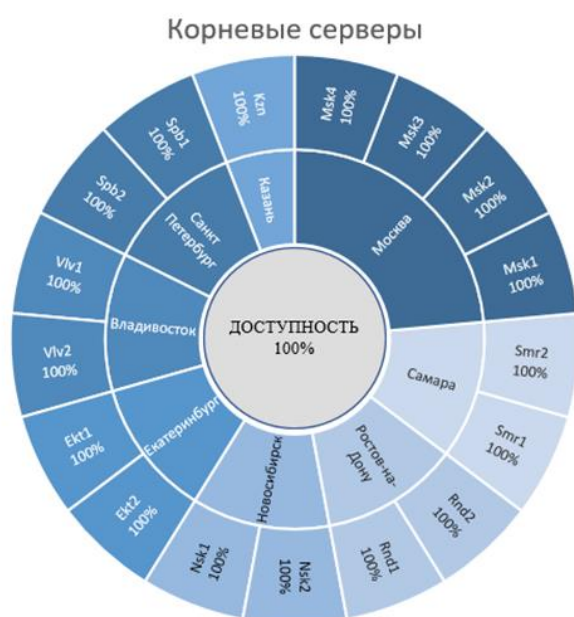 Корневые серверы
Msk4
100%
Msk3
100%
Msk2
100%
Msk1
100%
Smr2
100%
Smr1
100%
Rnd2
100%
Rnd1
100%
Nsk2
100%
Nsk1
100%
Ekt2
100%
Ekt1
100%
Vlv2
100%
Vlv1
100%
Spb2
100%
Spb1
100%
Kzn
100%
Москва
Самара
Ростов-на-
Дону
Новосибирск
Екатеринбург
Владивосток
Санкт
Петербург
Казань
ДОСТУПНОСТЬ
100%